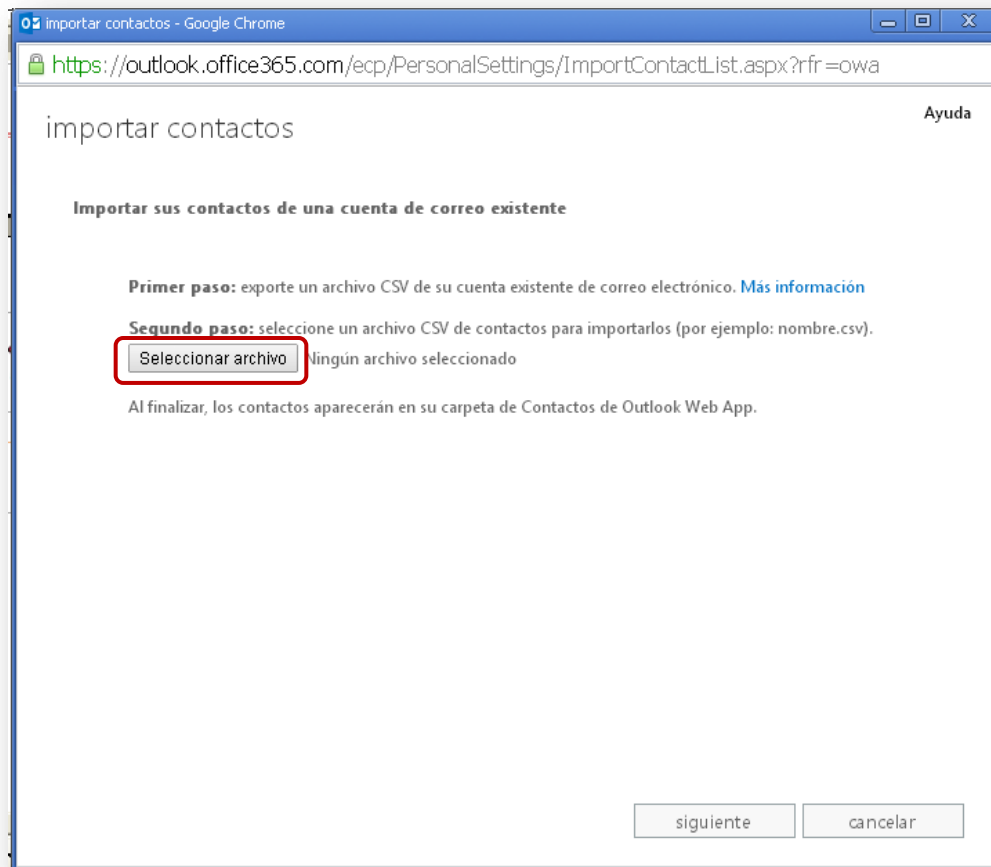 importar contactos - Google Chrome
https://outlook.office365.com/ecp/PersonalSettings/ImportContactList.aspx?rfr=owa
Ayuda
importar contactos
Importar sus contactos de una cuenta de correo existente
Primer paso: exporte un archivo CSV de su cuenta existente de correo electrónico. Más información
Segundo paso: seleccione un archivo CSV de contactos para importarlos (por ejemplo: nombre.csv).
Seleccionar archivo Ningún archivo seleccionado
Al finalizar, los contactos aparecerán en su carpeta de Contactos de Outlook Web App.
siguiente cancelar